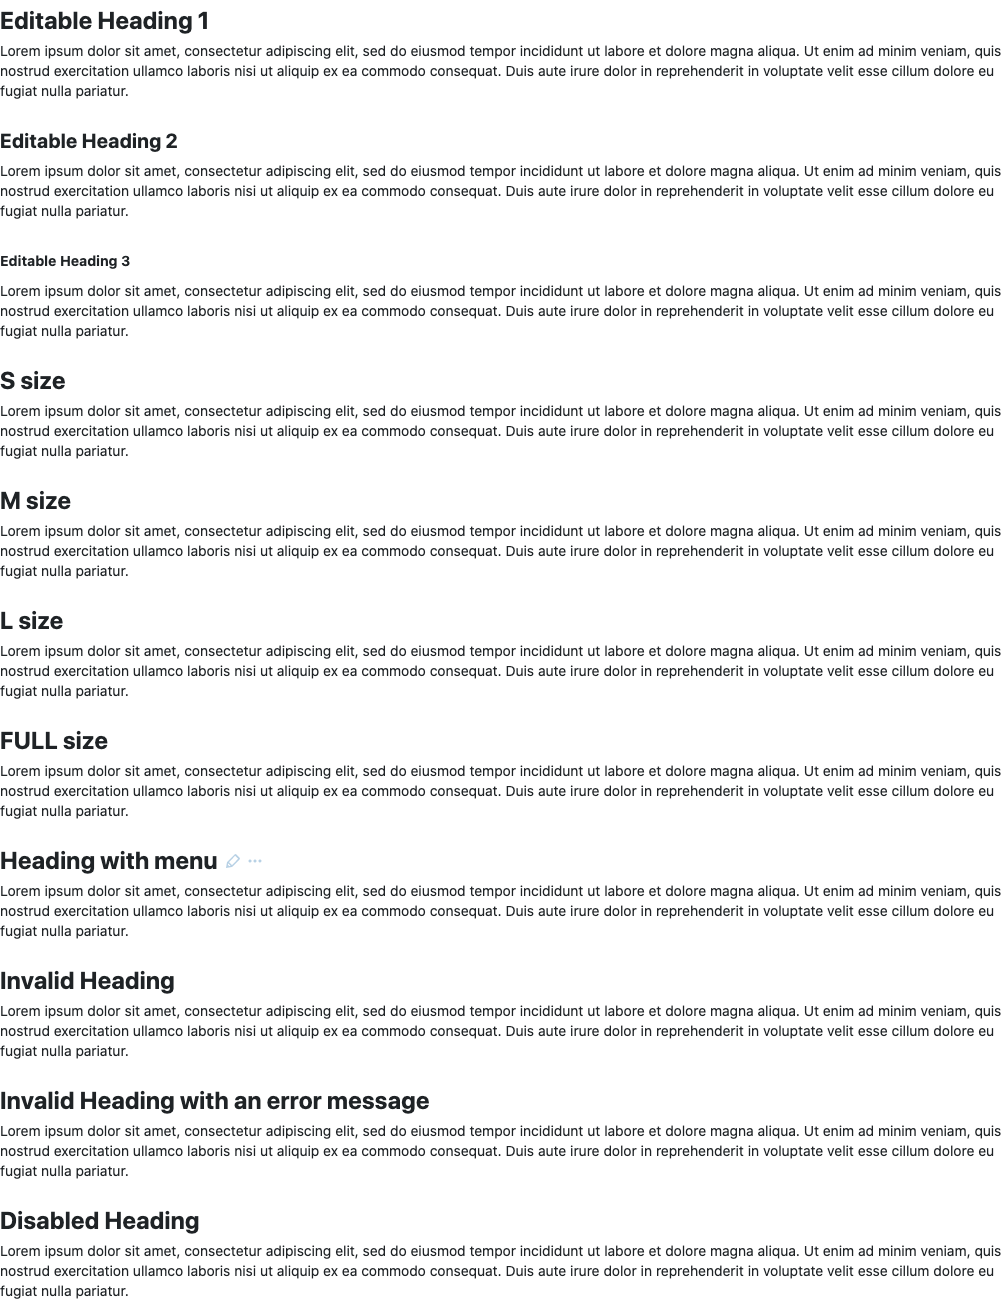 Editable Heading 1
Lorem ipsum dolor sit amet, consectetur adipiscing elit, sed do eiusmod tempor incididunt ut labore et dolore magna aliqua. Ut enim ad minim veniam, quis
nostrud exercitation ullamco laboris nisi ut aliquip ex ea commodo consequat. Duis aute irure dolor in reprehenderit in voluptate velit esse cillum dolore eu
fugiat nulla pariatur.
Editable Heading 2
Lorem ipsum dolor sit amet, consectetur adipiscing elit, sed do eiusmod tempor incididunt ut labore et dolore magna aliqua. Ut enim ad minim veniam, quis
nostrud exercitation ullamco laboris nisi ut aliquip ex ea commodo consequat. Duis aute irure dolor in reprehenderit in voluptate velit esse cillum dolore eu
fugiat nulla pariatur.
Editable Heading 3
Lorem ipsum dolor sit amet, consectetur adipiscing elit, sed do eiusmod tempor incididunt ut labore et dolore magna aliqua. Ut enim ad minim veniam, quis
nostrud exercitation ullamco laboris nisi ut aliquip ex ea commodo consequat. Duis aute irure dolor in reprehenderit in voluptate velit esse cillum dolore eu
fugiat nulla pariatur.
S size
Lorem ipsum dolor sit amet, consectetur adipiscing elit, sed do eiusmod tempor incididunt ut labore et dolore magna aliqua. Ut enim ad minim veniam, quis
nostrud exercitation ullamco laboris nisi ut aliquip ex ea commodo consequat. Duis aute irure dolor in reprehenderit in voluptate velit esse cillum dolore eu
fugiat nulla pariatur.
M size
Lorem ipsum dolor sit amet, consectetur adipiscing elit, sed do eiusmod tempor incididunt ut labore et dolore magna aliqua. Ut enim ad minim veniam, quis
nostrud exercitation ullamco laboris nisi ut aliquip ex ea commodo consequat. Duis aute irure dolor in reprehenderit in voluptate velit esse cillum dolore eu
fugiat nulla pariatur.
L size
Lorem ipsum dolor sit amet, consectetur adipiscing elit, sed do eiusmod tempor incididunt ut labore et dolore magna aliqua. Ut enim ad minim veniam, quis
nostrud exercitation ullamco laboris nisi ut aliquip ex ea commodo consequat. Duis aute irure dolor in reprehenderit in voluptate velit esse cillum dolore eu
fugiat nulla pariatur.
FULL size
Lorem ipsum dolor sit amet, consectetur adipiscing elit, sed do eiusmod tempor incididunt ut labore et dolore magna aliqua. Ut enim ad minim veniam, quis
nostrud exercitation ullamco laboris nisi ut aliquip ex ea commodo consequat. Duis aute irure dolor in reprehenderit in voluptate velit esse cillum dolore eu
fugiat nulla pariatur.
Heading with menu
Lorem ipsum dolor sit amet, consectetur adipiscing elit, sed do eiusmod tempor incididunt ut labore et dolore magna aliqua. Ut enim ad minim veniam, quis
nostrud exercitation ullamco laboris nisi ut aliquip ex ea commodo consequat. Duis aute irure dolor in reprehenderit in voluptate velit esse cillum dolore eu
fugiat nulla pariatur.
Invalid Heading
Lorem ipsum dolor sit amet, consectetur adipiscing elit, sed do eiusmod tempor incididunt ut labore et dolore magna aliqua. Ut enim ad minim veniam, quis
nostrud exercitation ullamco laboris nisi ut aliquip ex ea commodo consequat. Duis aute irure dolor in reprehenderit in voluptate velit esse cillum dolore eu
fugiat nulla pariatur.
Invalid Heading with an error message
Lorem ipsum dolor sit amet, consectetur adipiscing elit, sed do eiusmod tempor incididunt ut labore et dolore magna aliqua. Ut enim ad minim veniam, quis
nostrud exercitation ullamco laboris nisi ut aliquip ex ea commodo consequat. Duis aute irure dolor in reprehenderit in voluptate velit esse cillum dolore eu
fugiat nulla pariatur.
Disabled Heading
Lorem ipsum dolor sit amet, consectetur adipiscing elit, sed do eiusmod tempor incididunt ut labore et dolore magna aliqua. Ut enim ad minim veniam, quis
nostrud exercitation ullamco laboris nisi ut aliquip ex ea commodo consequat. Duis aute irure dolor in reprehenderit in voluptate velit esse cillum dolore eu
fugiat nulla pariatur.